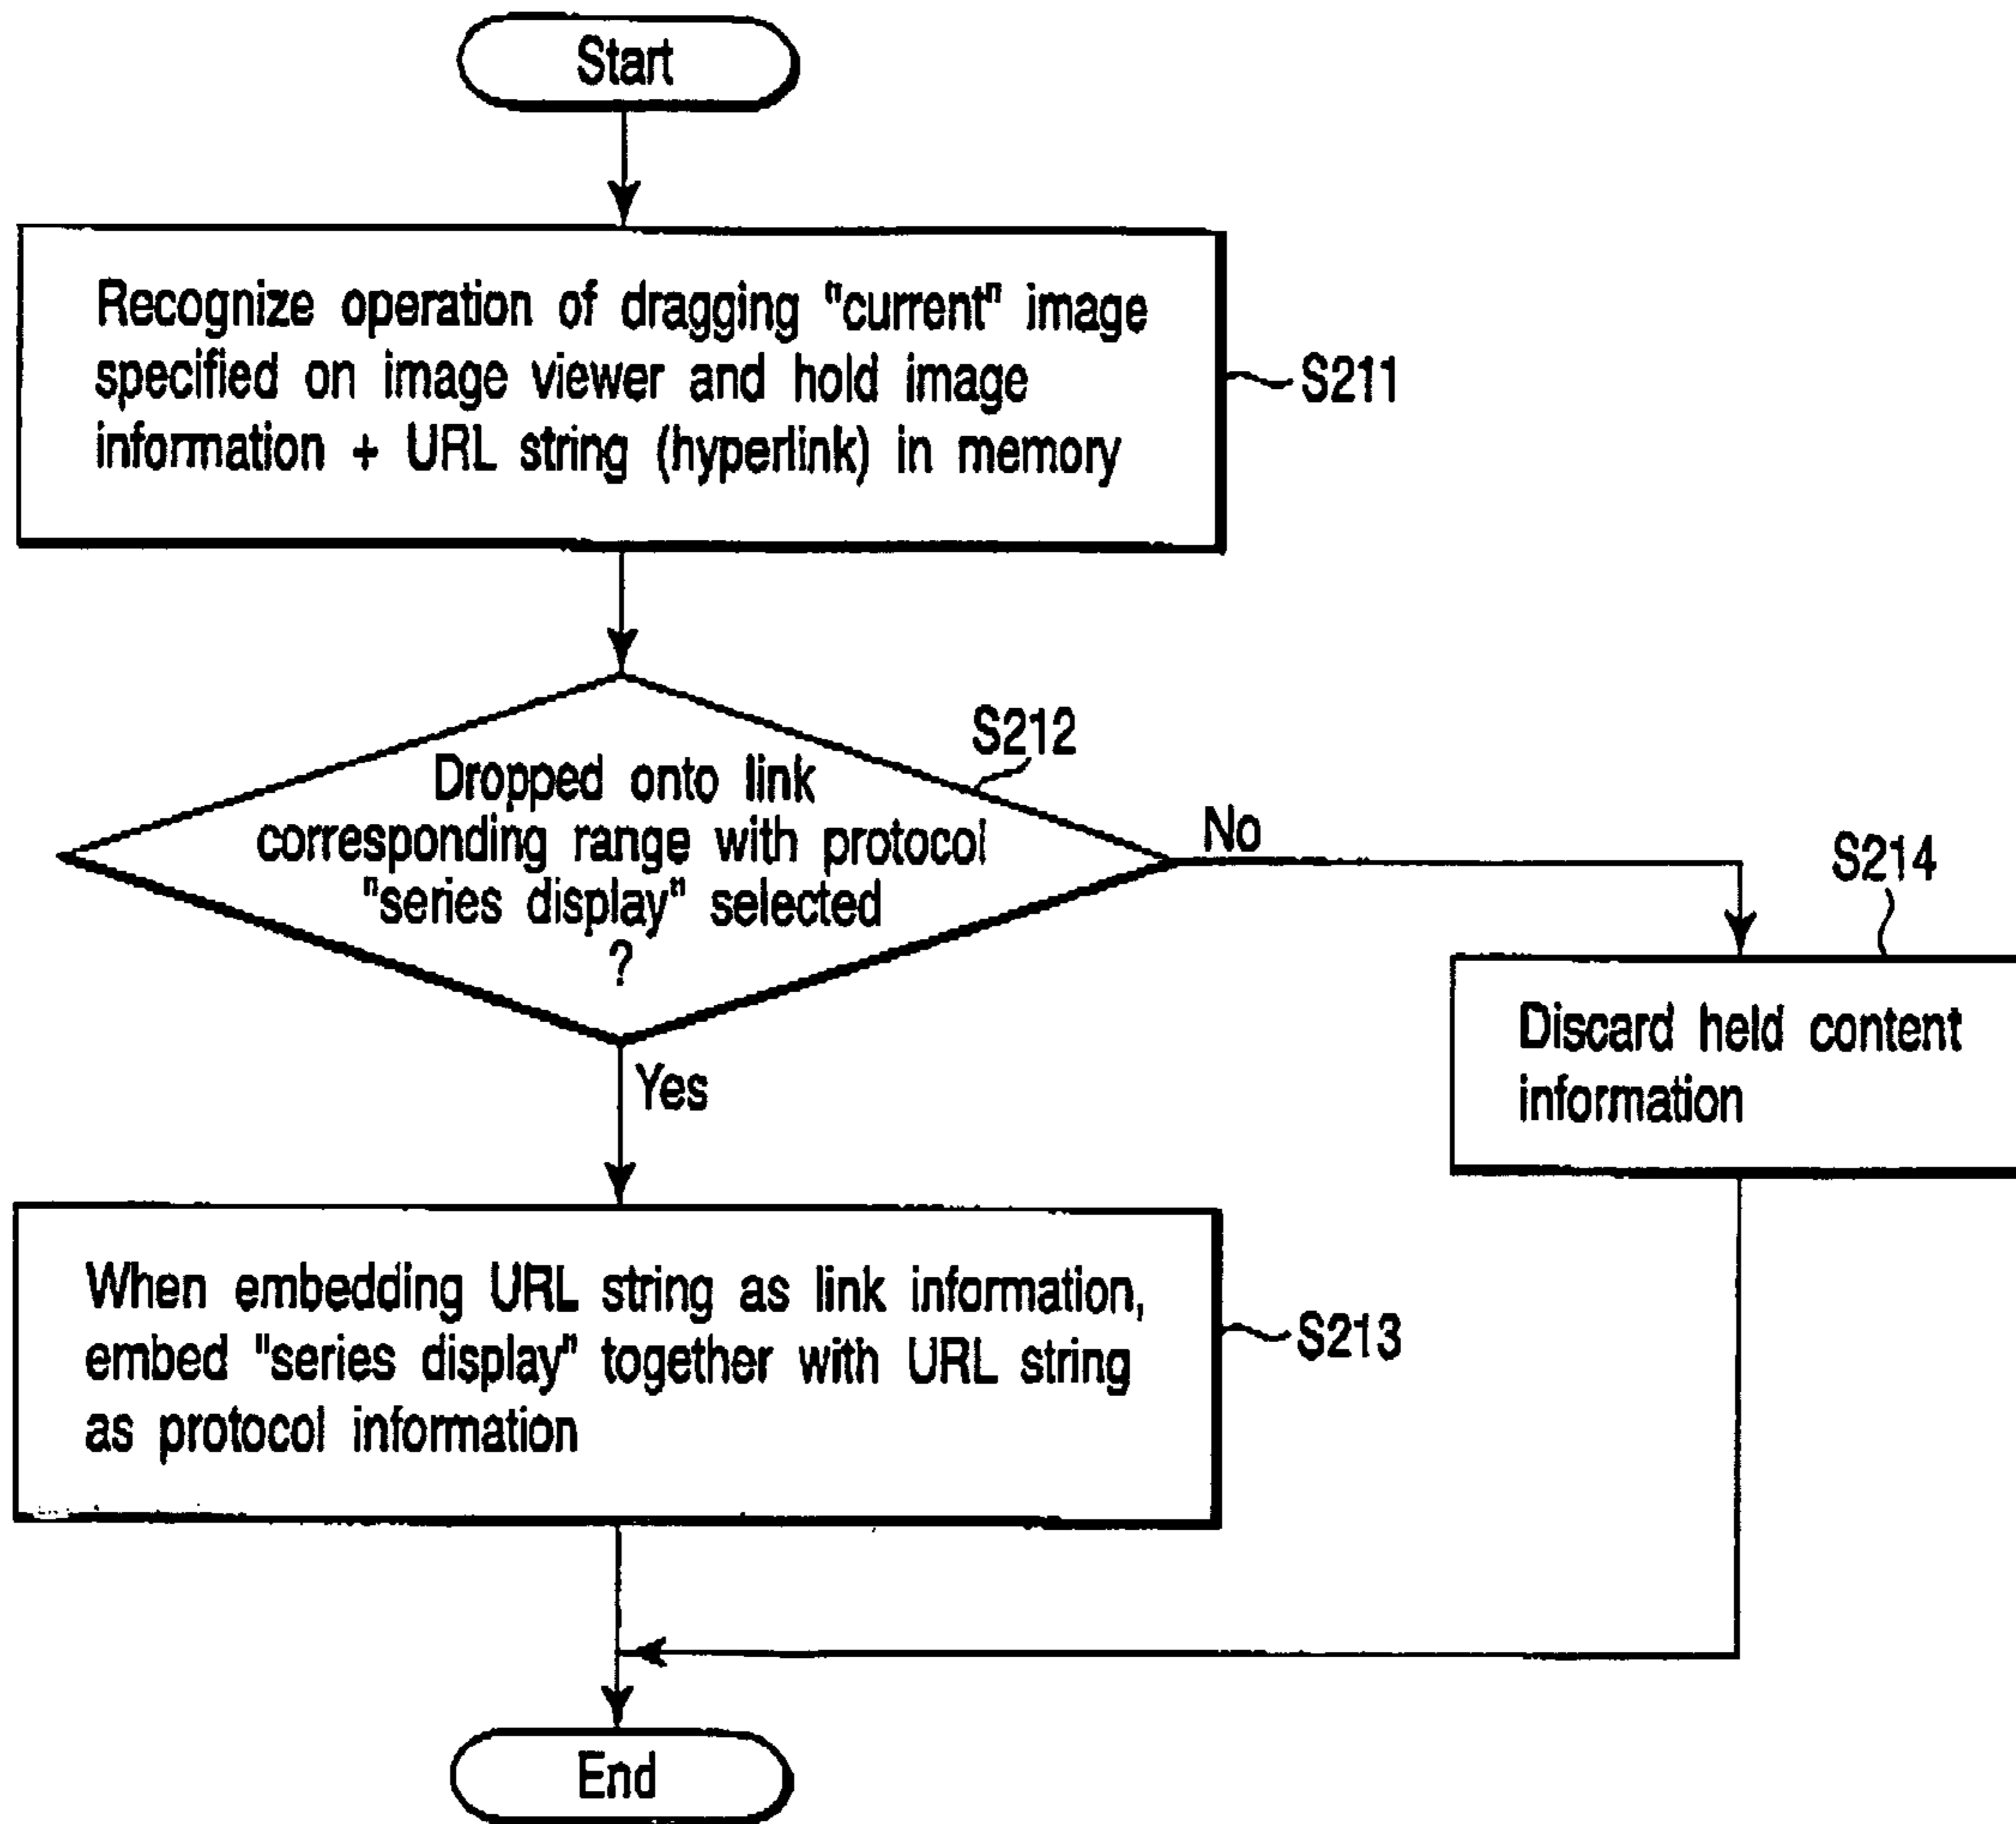 Start
Recognize operation of dragging "current" image
specified on image viewer and hold image
information + URL string (hyperlink) in memory
S211
S212
Dropped onto link
corresponding range with protocol
"series display" selected
?
No
S214
Discard held content
information
Yes
When embedding URL string as link information,
embed "series display" together with URL string
as protocol information
S213
End